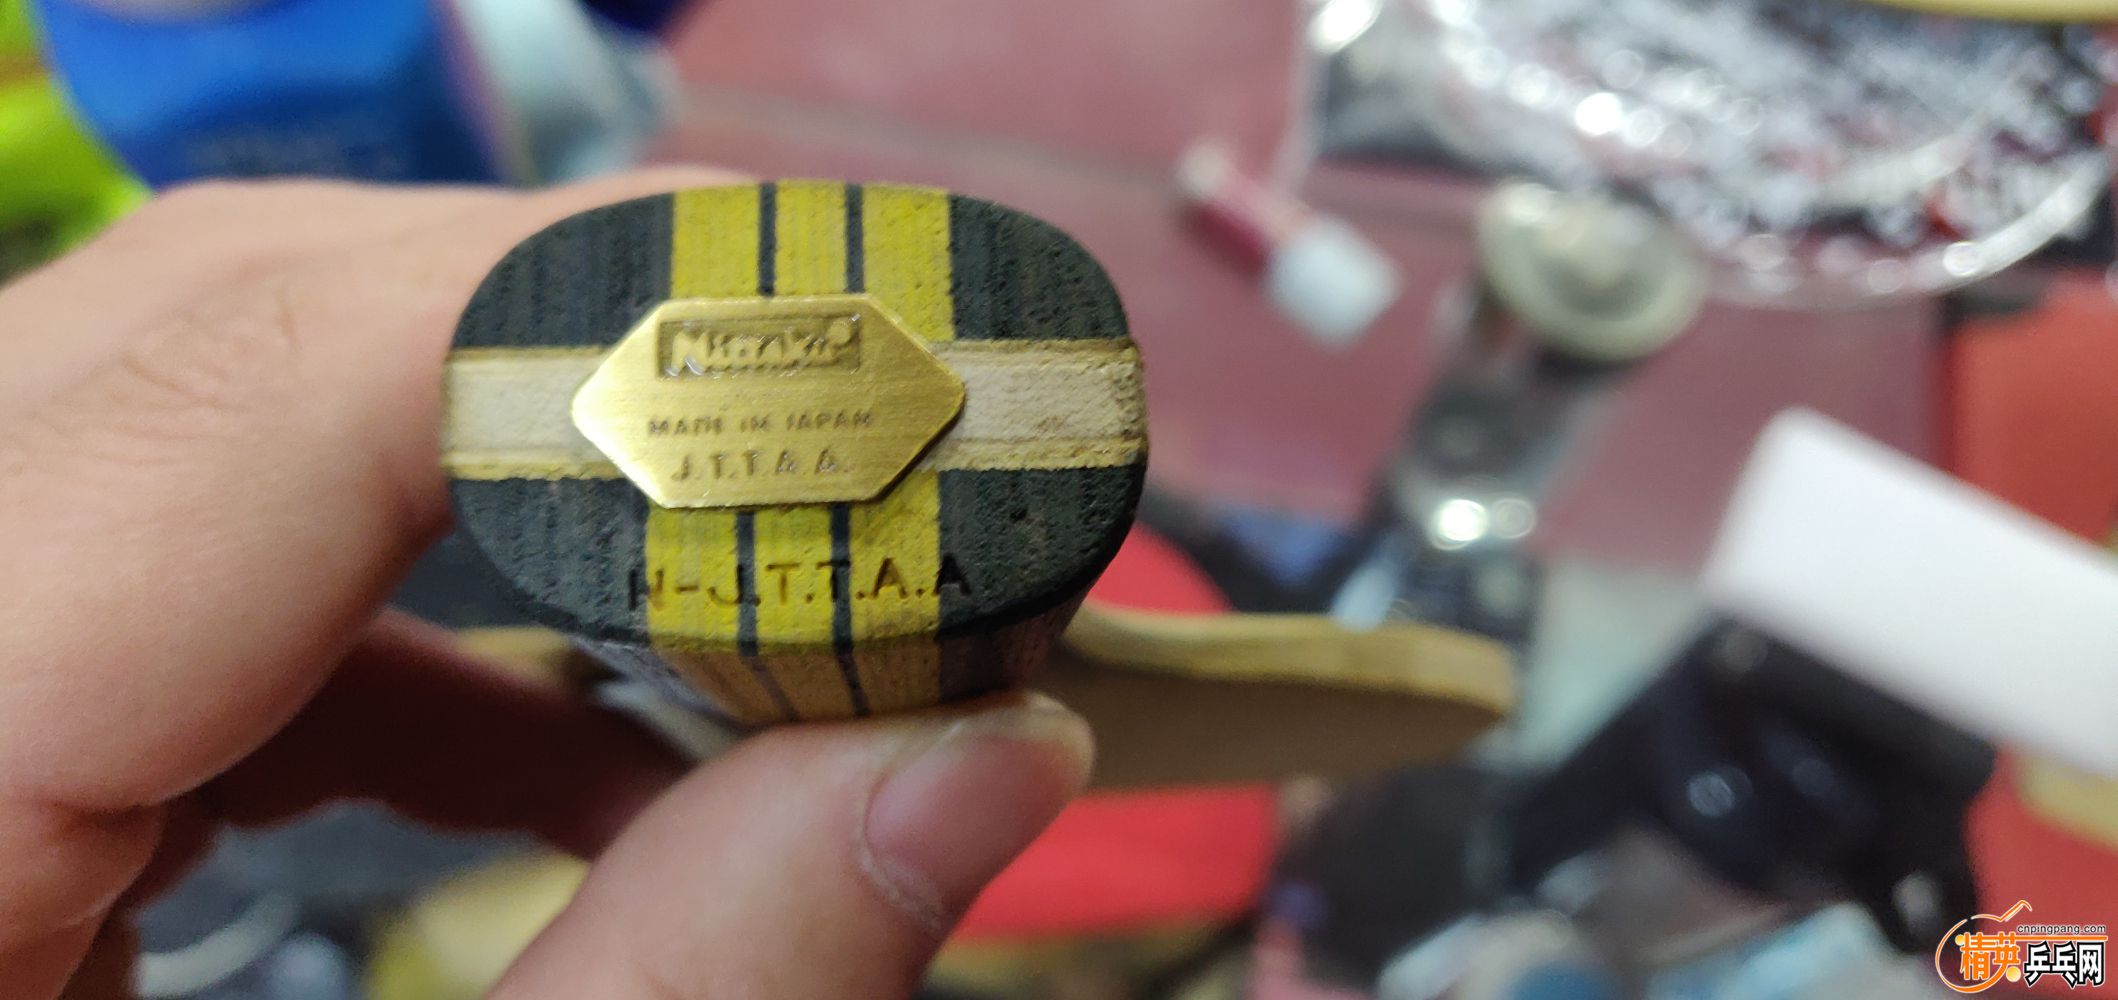 Nittaku
MADE IN JAPAN
J.T.T.A.A.
N-J.T.T.A.A
cnpingpang.com
精英乒乓网